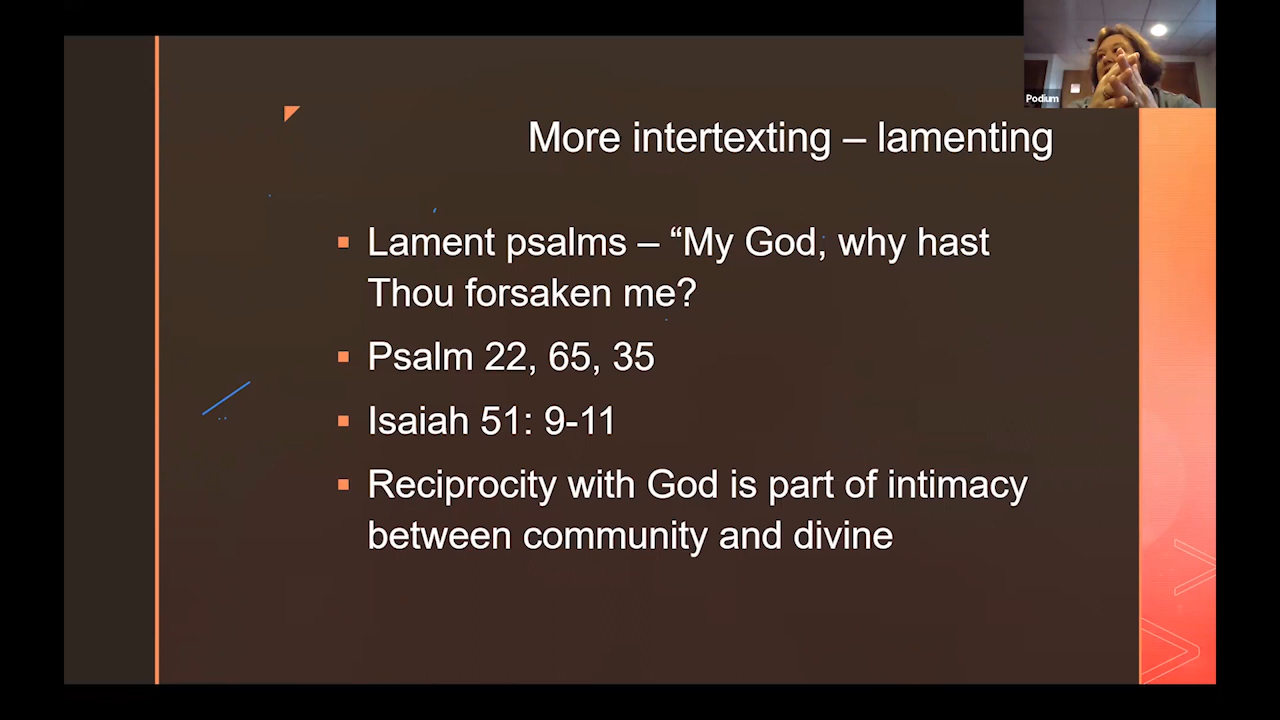 Podium
More intertexting – lamenting
Lament psalms – “My God, why hast
Thou forsaken me?
Psalm 22, 65, 35
Isaiah 51: 9-11
Reciprocity with God is part of intimacy
between community and divine